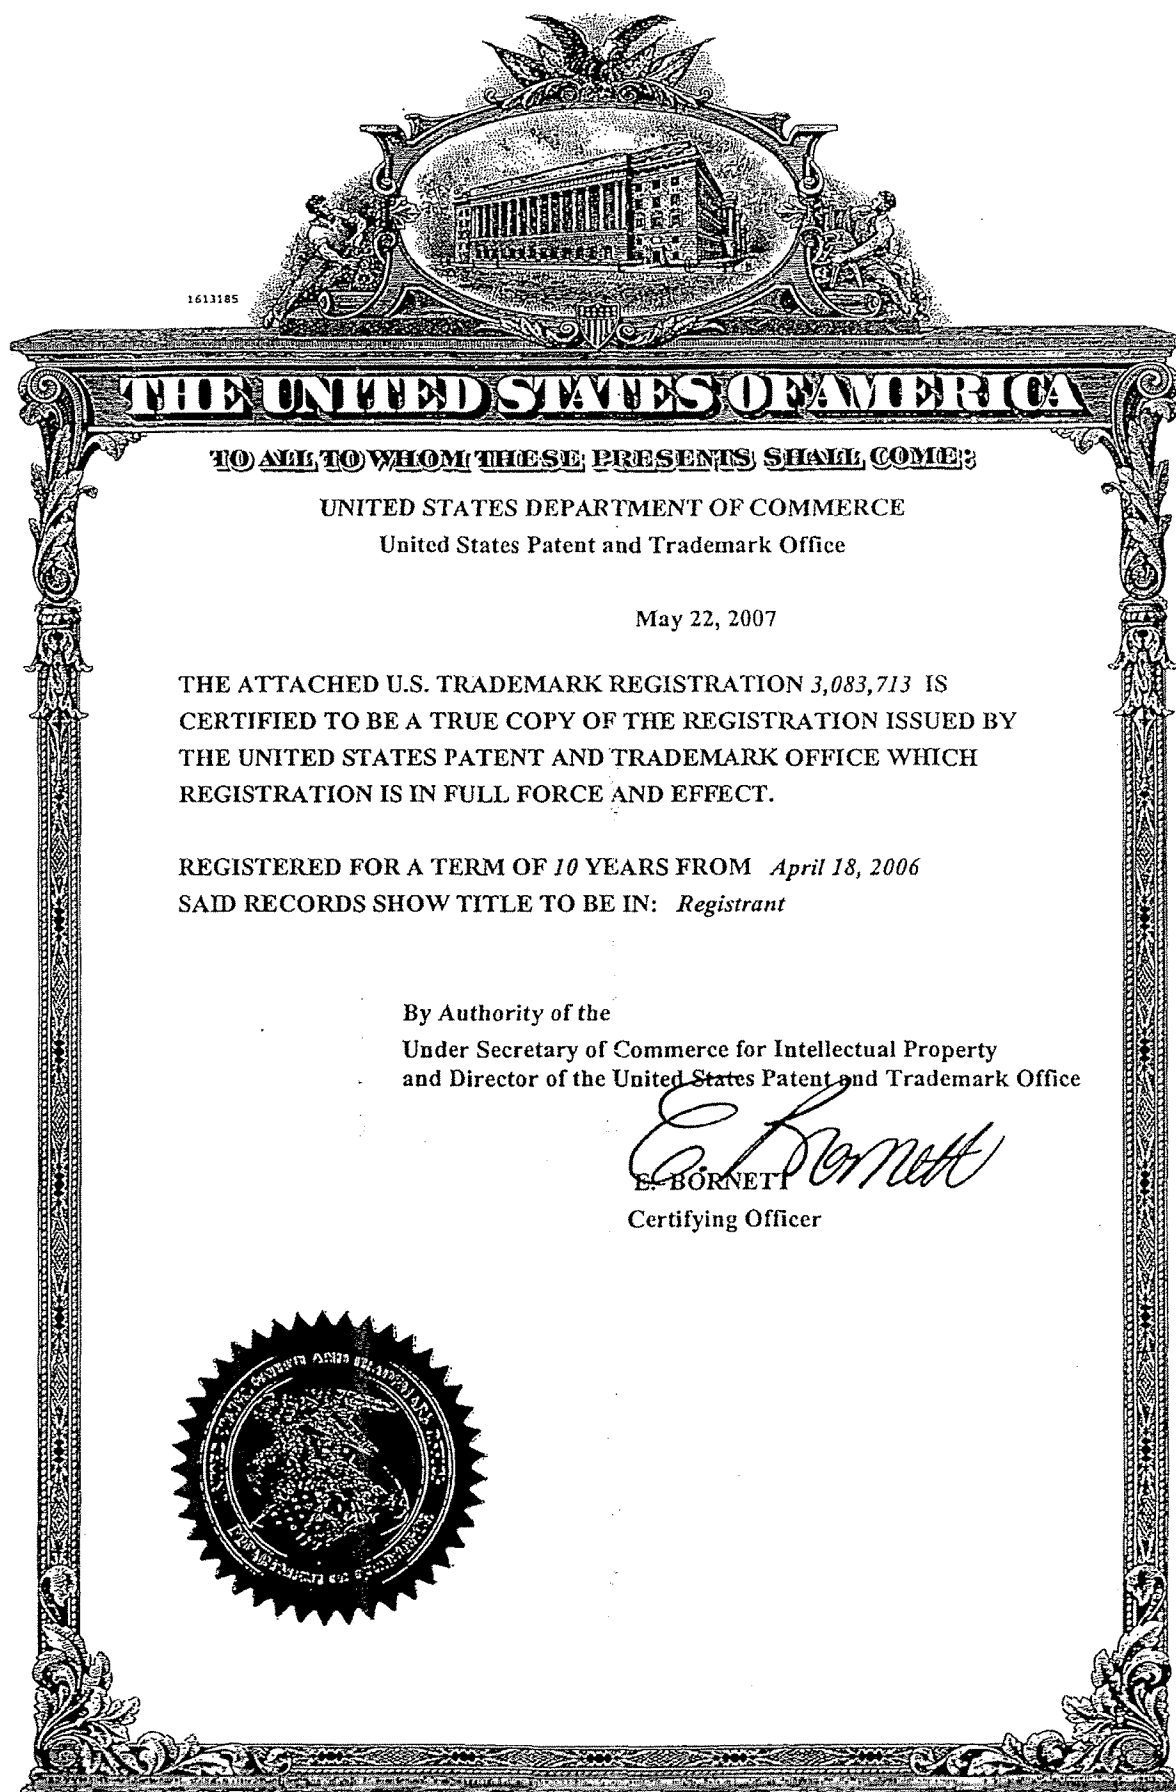 1613185
THE UNITED STATES OF AMERICA
TO ALL TO WHOM THESE PRESENTS SHALL COME:
UNITED STATES DEPARTMENT OF COMMERCE
United States Patent and Trademark Office
May 22, 2007
THE ATTACHED U.S. TRADEMARK REGISTRATION 3,083,713 IS
CERTIFIED TO BE A TRUE COPY OF THE REGISTRATION ISSUED BY
THE UNITED STATES PATENT AND TRADEMARK OFFICE WHICH
REGISTRATION IS IN FULL FORCE AND EFFECT.
REGISTERED FOR A TERM OF 10 YEARS FROM April 18, 2006
SAID RECORDS SHOW TITLE TO BE IN: Registrant
By Authority of the
Under Secretary of Commerce for Intellectual Property
and Director of the United States Patent and Trademark Office
E. Bornett
E. BORNETT
Certifying Officer